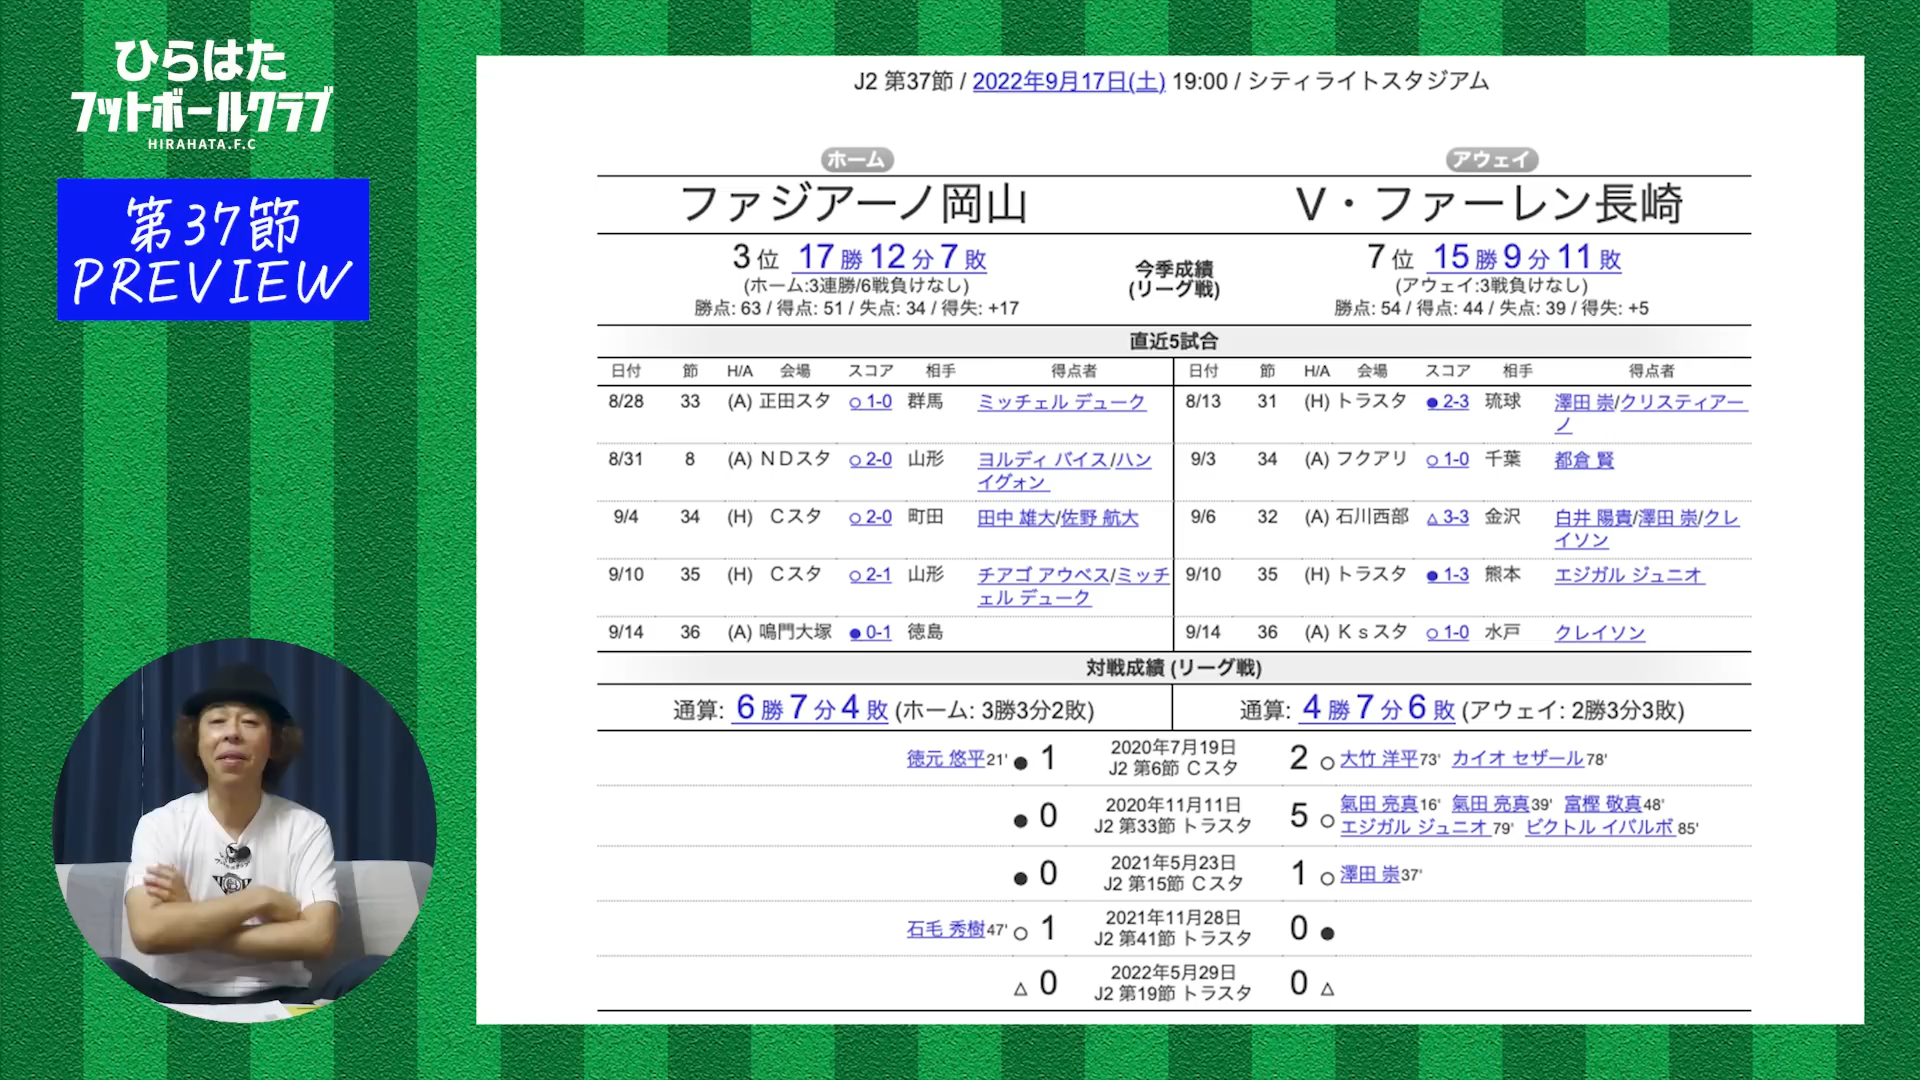 ひらはた
フットボールクラブ
HIRAHATA.F.C
第37節
PREVIEW
J2 第37節 / 2022年9月17日(土) 19:00 / シティライトスタジアム
ホーム アウェイ
ファジアーノ岡山 V・ファーレン長崎
3位 17勝12分7敗 今季成績 (リーグ戦) 7位 15勝9分11敗
(ホーム:3連勝/6戦負けなし) (アウェイ:3戦負けなし)
勝点: 63 / 得点: 51 / 失点: 34 / 得失: +17 勝点: 54 / 得点: 44 / 失点: 39 / 得失: +5
直近5試合
日付 節 H/A 会場 スコア 相手 得点者 日付 節 H/A 会場 スコア 相手 得点者
8/28 33 (A) 正田スタ ○ 1-0 群馬 ミッチェル デューク 8/13 31 (H) トラスタ ● 2-3 琉球 澤田 崇/クリスティアーノ
8/31 8 (A) NDスタ ○ 2-0 山形 ヨルディ バイス/ハン イグォン 9/3 34 (A) フクアリ ○ 1-0 千葉 都倉 賢
9/4 34 (H) Cスタ ○ 2-0 町田 田中 雄大/佐野 航大 9/6 32 (A) 石川西部 △ 3-3 金沢 白井 陽貴/澤田 崇/クレイソン
9/10 35 (H) Cスタ ○ 2-1 山形 チアゴ アウベス/ミッチェル デューク 9/10 35 (H) トラスタ ● 1-3 熊本 エジガル ジュニオ
9/14 36 (A) 鳴門大塚 ● 0-1 徳島 9/14 36 (A) Ksスタ ○ 1-0 水戸 クレイソン
対戦成績 (リーグ戦)
通算: 6勝7分4敗 (ホーム: 3勝3分2敗) 通算: 4勝7分6敗 (アウェイ: 2勝3分3敗)
徳元 悠平21' ● 1 2020年7月19日 J2 第6節 Cスタ 2 ○ 大竹 洋平73' カイオ セザール78'
● 0 2020年11月11日 J2 第33節 トラスタ 5 ○ 氣田 亮真16' 氣田 亮真39' 富樫 敬真48' エジガル ジュニオ79' ビクトル イバルボ85'
● 0 2021年5月23日 J2 第15節 Cスタ 1 ○ 澤田 崇37'
石毛 秀樹47' ○ 1 2021年11月28日 J2 第41節 トラスタ 0 ●
△ 0 2022年5月29日 J2 第19節 トラスタ 0 △